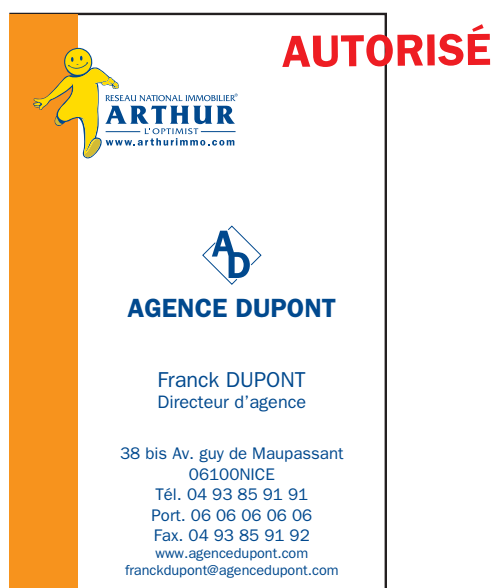 AUTORISÉ
RESEAU NATIONAL IMMOBILIER®
ARTHUR
L'OPTIMIST
www.arthurimmo.com
AD
AGENCE DUPONT
Franck DUPONT
Directeur d’agence
38 bis Av. guy de Maupassant
06100NICE
Tél. 04 93 85 91 91
Port. 06 06 06 06 06
Fax. 04 93 85 91 92
www.agencedupont.com
franckdupont@agencedupont.com